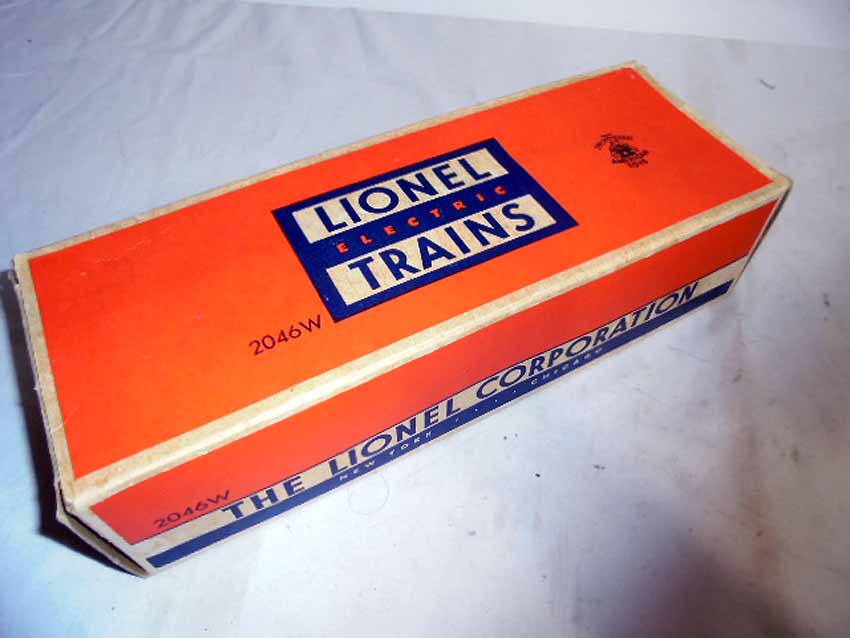 LIONEL
ELECTRIC
TRAINS
2046W
2046W
THE LIONEL CORPORATION
NEW YORK . . . . CHICAGO